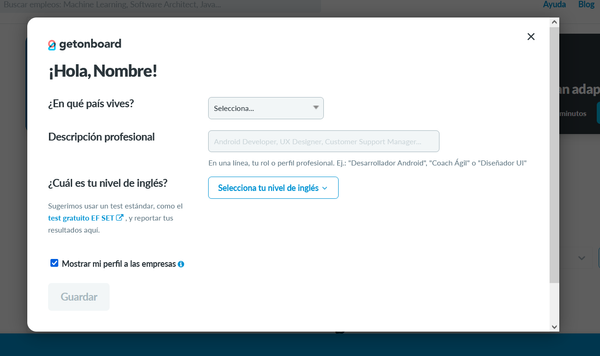 Buscar empleos. Machine Learning, Software Architect, Java...
Ayuda
Blog
getonboard
¡Hola, Nombre!
¿En qué país vives?
Selecciona...
an adap
minutos
Descripción profesional
Android Developer, UX Designer, Customer Support Manager...
En una línea, tu rol o perfil profesional. Ej.: "Desarrollador Android", "Coach Ágil" o "Diseñador UI"
¿Cuál es tu nivel de inglés?
Selecciona tu nivel de inglés
Sugerimos usar un test estándar, como el
test gratuito EF SET , y reportar tus
resultados aquí.
Mostrar mi perfil a las empresas
Guardar